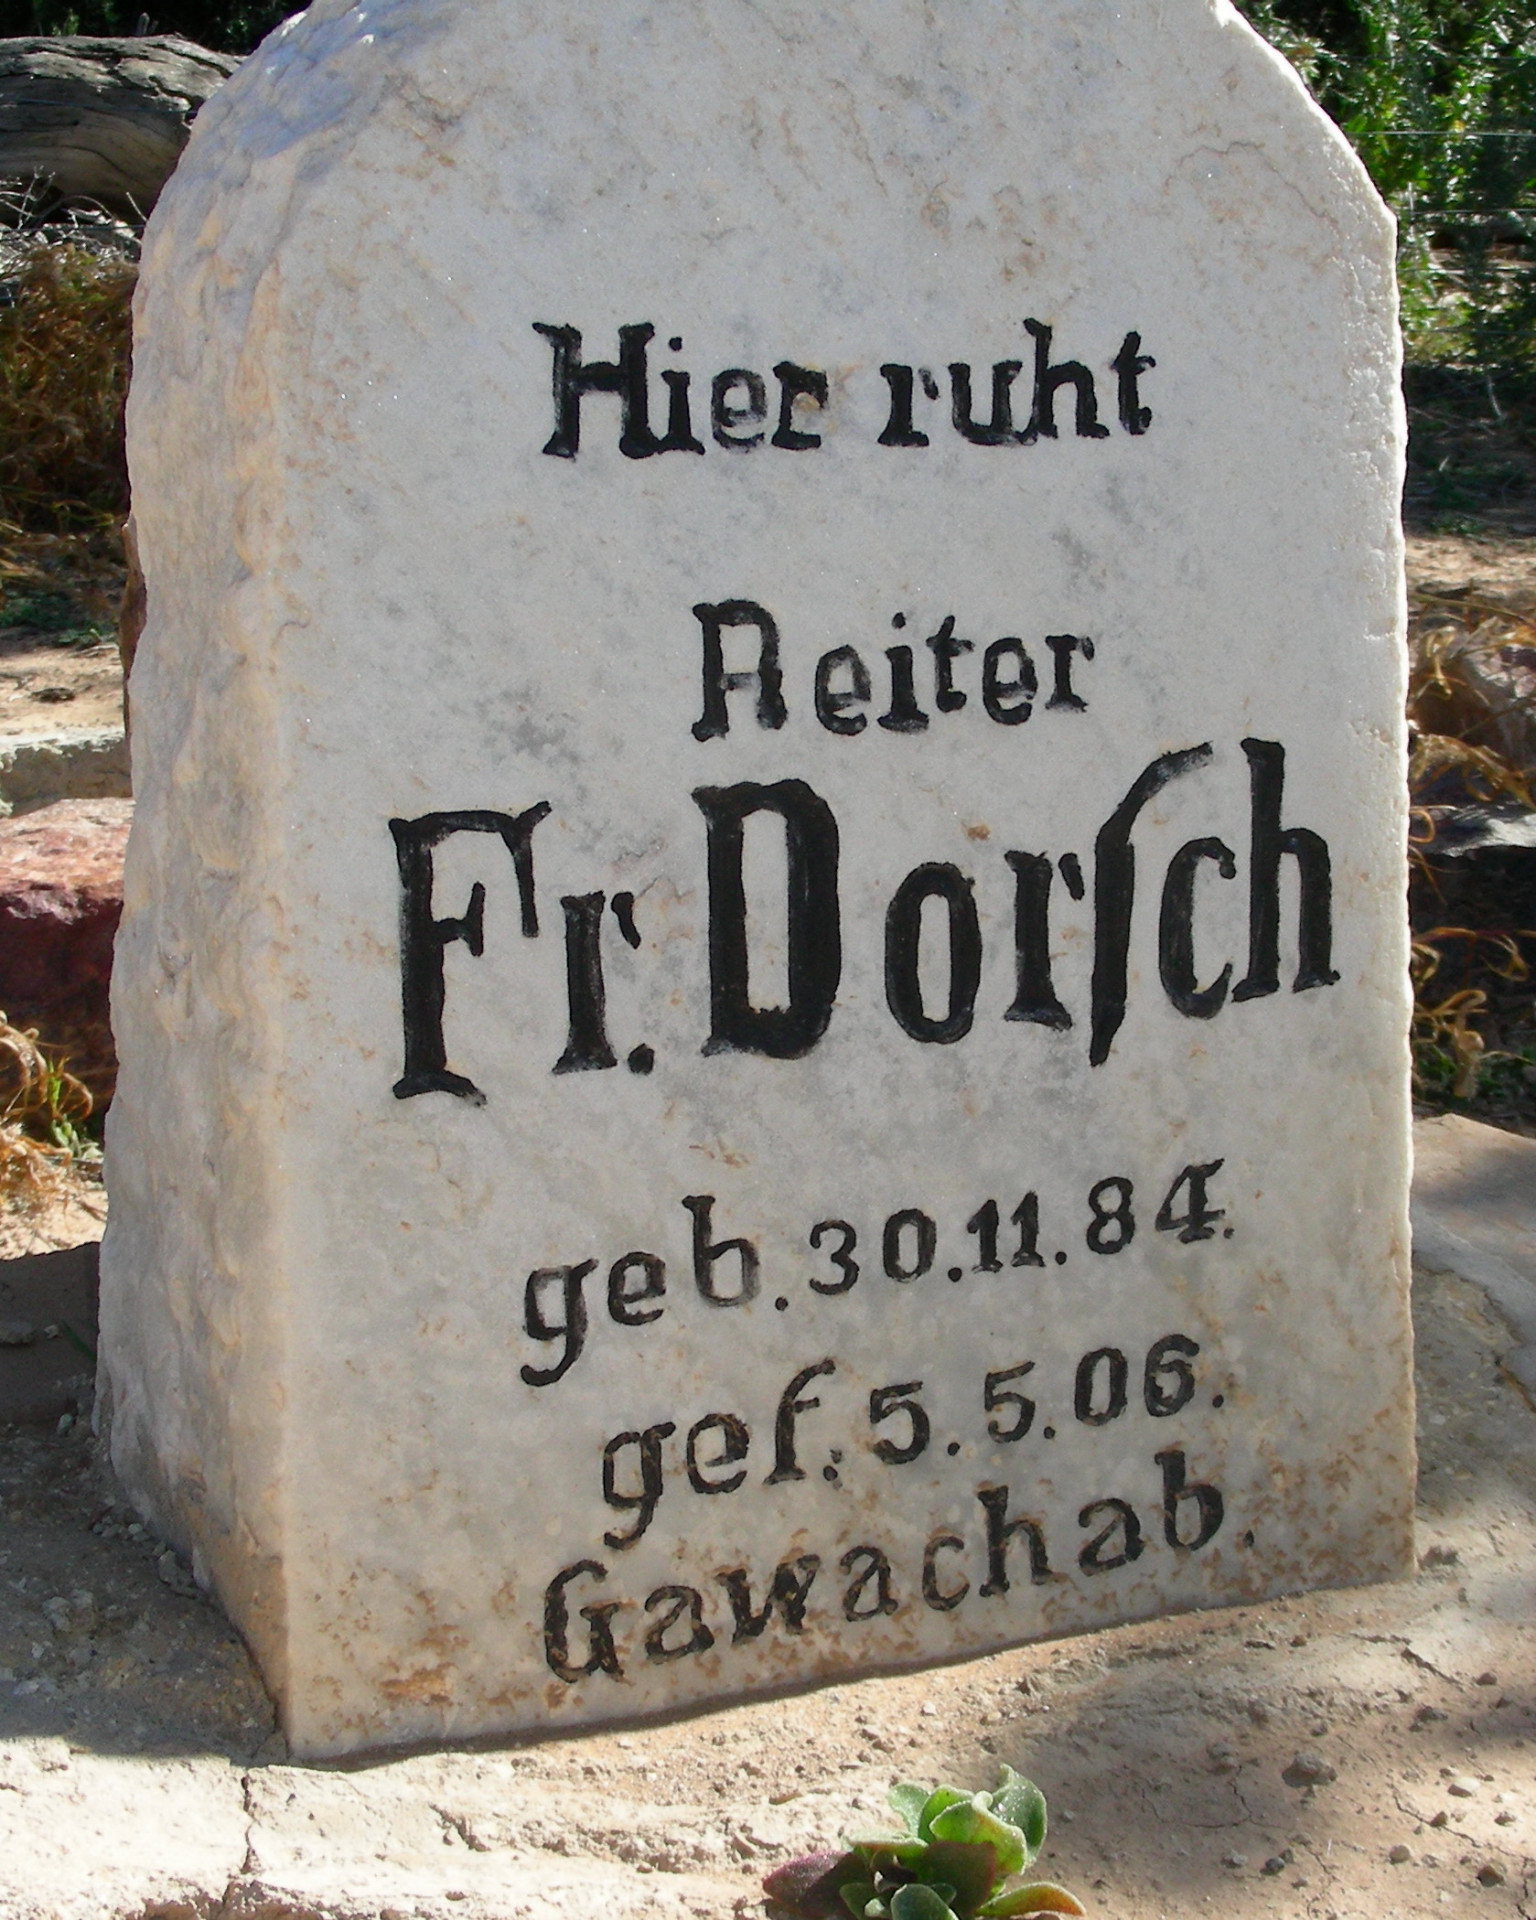 Hier ruht
Reiter
Fr. Dorſch
geb. 30.11.84.
gef. 5.5.06.
Gawachab.